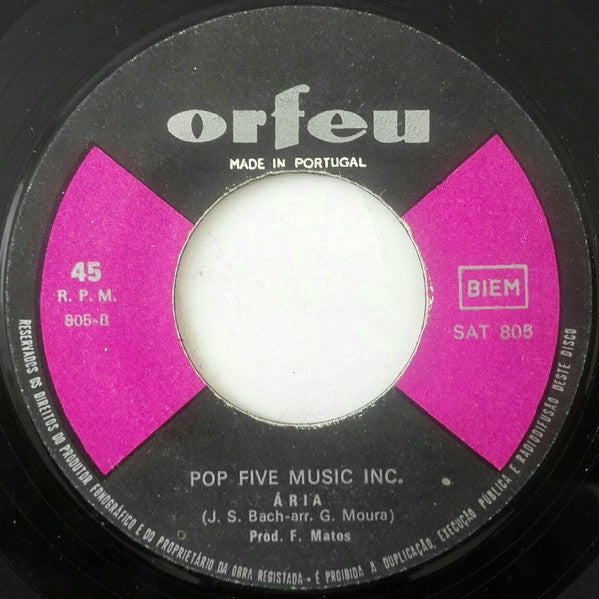 orfeu
MADE IN PORTUGAL
45
R. P. M.
805-B
BIEM
SAT 805
POP FIVE MUSIC INC.
ÁRIA
(J. S. Bach-arr. G. Moura)
Prod. F. Matos
RESERVADOS OS DIREITOS DO PRODUTOR FONOGRÁFICO E DO PROPRIETÁRIO DA OBRA REGISTADA - É PROIBIDA A DUPLICAÇÃO, EXECUÇÃO PÚBLICA E RADIODIFUSÃO DESTE DISCO